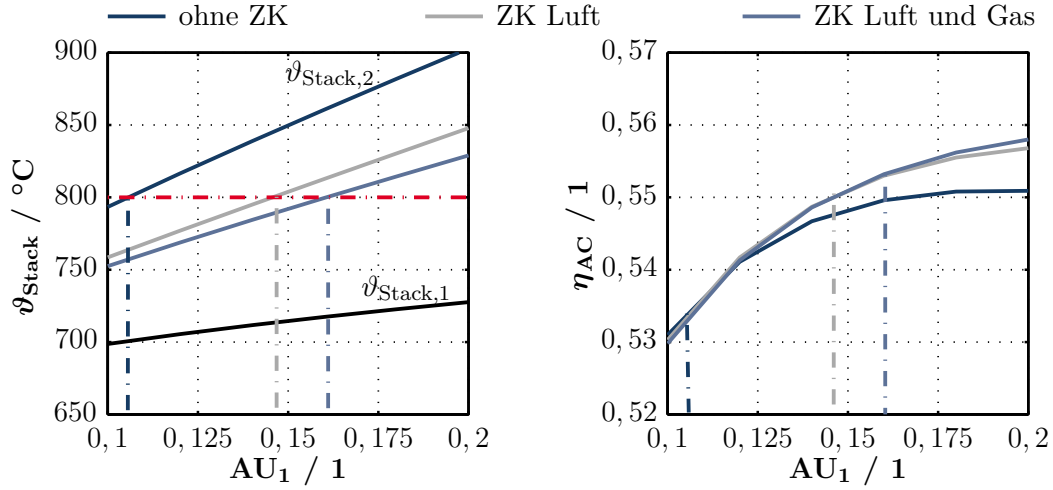 ohne ZK ZK Luft ZK Luft und Gas
900
850
800
750
700
650
ϑStack / °C
ϑStack,2
ϑStack,1
0, 1 0, 125 0, 15 0, 175 0, 2
AU1 / 1
0, 57
0, 56
0, 55
0, 54
0, 53
0, 52
ηAC / 1
0, 1 0, 125 0, 15 0, 175 0, 2
AU1 / 1